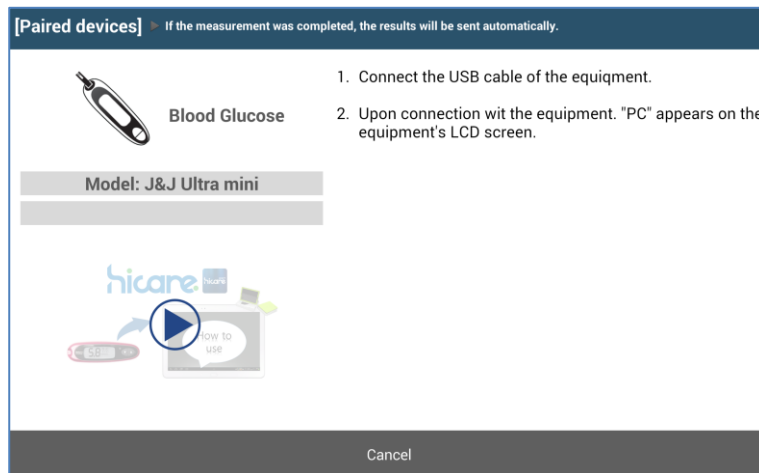 [Paired devices] ▶ If the measurement was completed, the results will be sent automatically.
Blood Glucose
Model: J&J Ultra mini
1. Connect the USB cable of the equiqment.
2. Upon connection wit the equipment. "PC" appears on the
equipment's LCD screen.
hicare
hicare
How to
use
58
Cancel